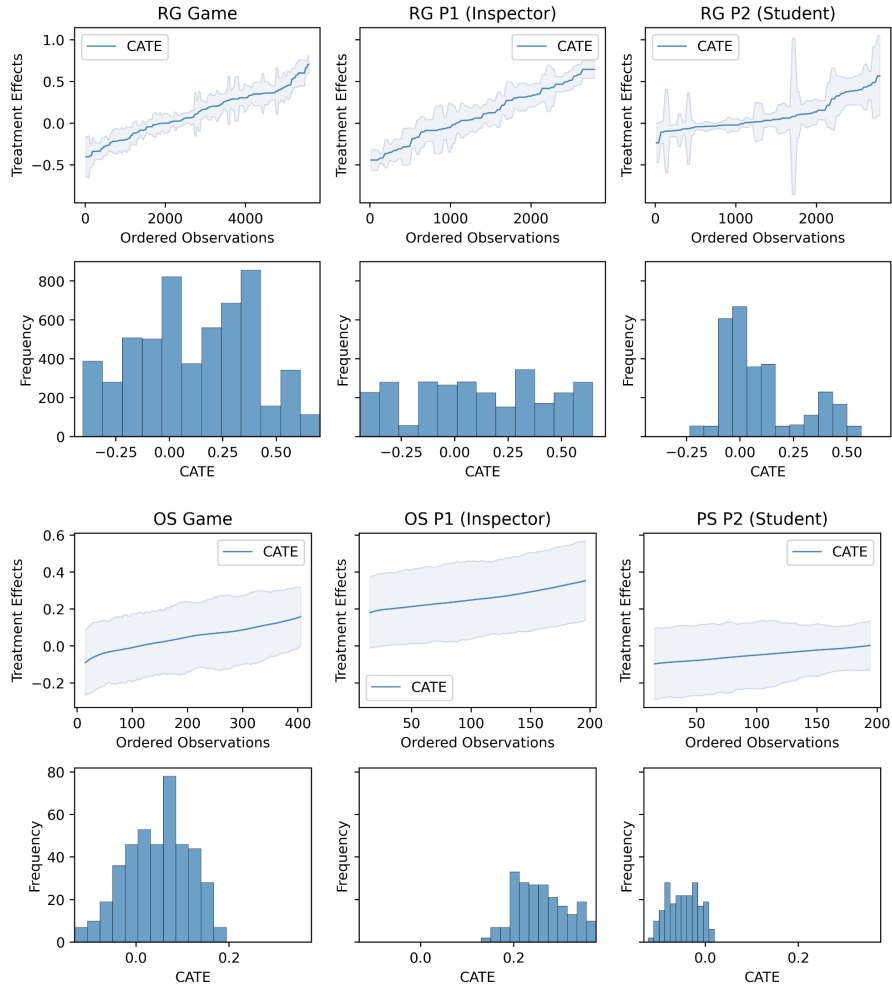 RG Game
RG P1 (Inspector)
RG P2 (Student)
Treatment Effects
1.0
0.5
0.0
−0.5
CATE
0
2000
4000
Ordered Observations
Treatment Effects
CATE
0
1000
2000
Ordered Observations
Treatment Effects
CATE
0
1000
2000
Ordered Observations
Frequency
800
600
400
200
0
−0.25
0.00
0.25
0.50
CATE
Frequency
−0.25
0.00
0.25
0.50
CATE
Frequency
−0.25
0.00
0.25
0.50
CATE
OS Game
OS P1 (Inspector)
PS P2 (Student)
Treatment Effects
0.6
0.4
0.2
0.0
−0.2
CATE
0
100
200
300
400
Ordered Observations
Treatment Effects
CATE
50
100
150
200
Ordered Observations
Treatment Effects
CATE
50
100
150
200
Ordered Observations
Frequency
80
60
40
20
0
0.0
0.2
CATE
Frequency
0.0
0.2
CATE
Frequency
0.0
0.2
CATE